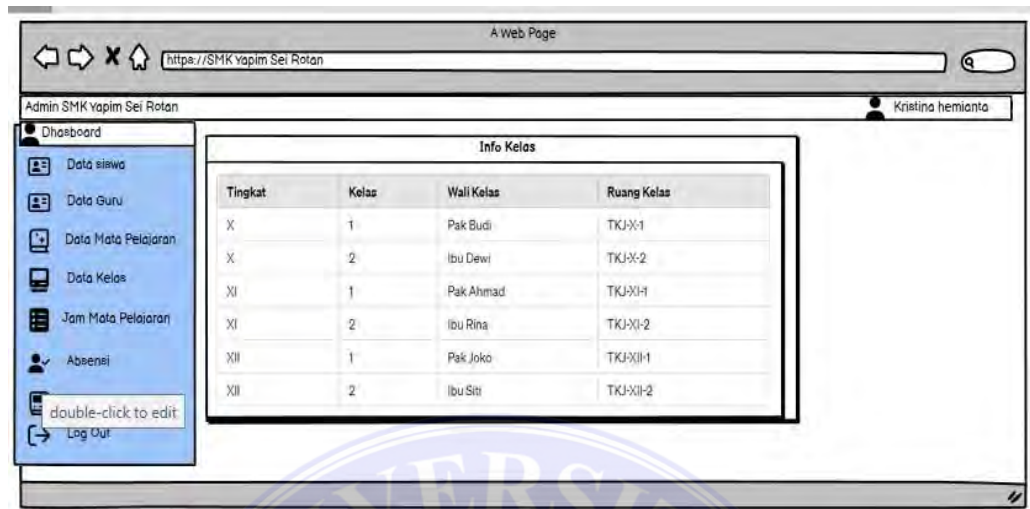 A Web Page
https://SMK Yapim Sei Rotan
Admin SMK Yapim Sei Rotan
Kristina hemianta
Dhasboard
Data siswa
Data Guru
Data Mata Pelajaran
Data Kelas
Jam Mata Pelajaran
Absensi
double-click to edit
Log Out
Info Kelas
Tingkat Kelas Wali Kelas Ruang Kelas
X 1 Pak Budi TKJ-X-1
X 2 Ibu Dewi TKJ-X-2
XI 1 Pak Ahmad TKJ-XI-1
XI 2 Ibu Rina TKJ-XI-2
XII 1 Pak Joko TKJ-XII-1
XII 2 Ibu Siti TKJ-XII-2
VERSI